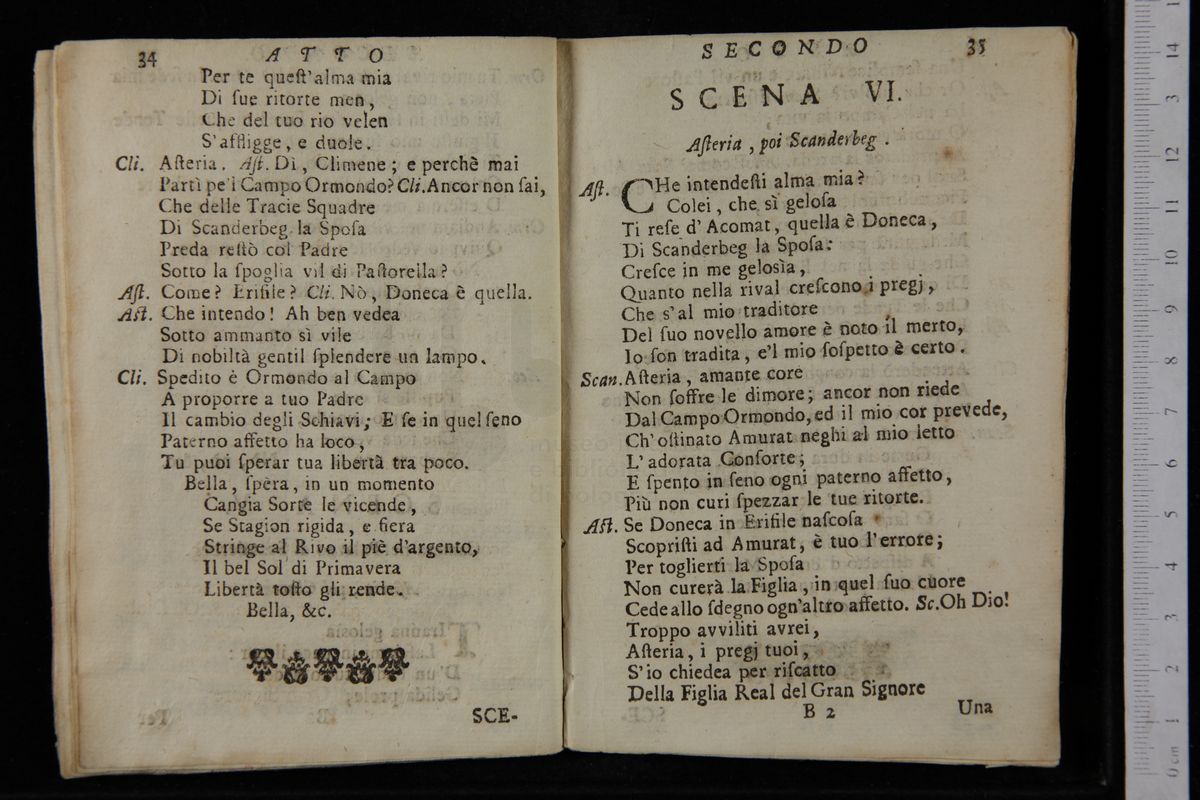 34 ATTO
Per te queſt'alma mia
Di ſue ritorte men,
Che del tuo rio velen
S'affligge, e duole.
Cli. Aſteria. Aſt. Dì, Climene; e perchè mai
Partì pe'i Campo Ormondo? Cli. Ancor non ſai,
Che delle Tracie Squadre
Di Scanderbeg la Spoſa
Preda reſtò col Padre
Sotto la ſpoglia vil di Paſtorella?
Aſt. Come? Eriſile? Cli. Nò, Doneca è quella.
Aſt. Che intendo! Ah ben vedea
Sotto ammanto sì vile
Di nobiltà gentil ſplendere un lampo.
Cli. Spedito è Ormondo al Campo
A proporre a tuo Padre
Il cambio degli Schiavi; E ſe in quel ſeno
Paterno affetto ha loco,
Tu puoi ſperar tua libertà tra poco.
Bella, ſpera, in un momento
Cangia Sorte le vicende,
Se Stagion rigida, e fiera
Stringe al Rivo il piè d'argento,
Il bel Sol di Primavera
Libertà toſto gli rende.
Bella, &c.
SCE-
SECONDO 35
SCENA VI.
Aſteria, poi Scanderbeg.
Aſt. CHe intendeſti alma mia?
Colei, che sì geloſa
Ti reſe d'Acomat, quella è Doneca,
Di Scanderbeg la Spoſa:
Creſce in me geloſia,
Quanto nella rival creſcono i pregj,
Che s'al mio traditore
Del ſuo novello amore è noto il merto,
Io ſon tradita, e'l mio ſoſpetto è certo.
Scan. Aſteria, amante core
Non ſoffre le dimore; ancor non riede
Dal Campo Ormondo, ed il mio cor prevede,
Ch'oſtinato Amurat neghi al mio letto
L'adorata Conſorte;
E ſpento in ſeno ogni paterno affetto,
Più non curi ſpezzar le tue ritorte.
Aſt. Se Doneca in Eriſile naſcoſa
Scopriſti ad Amurat, è tuo l'errore;
Per toglierti la Spoſa
Non curerà la Figlia, in quel ſuo cuore
Cede allo ſdegno ogn'altro affetto. Sc. Oh Dio!
Troppo avviliti avrei,
Aſteria, i pregj tuoi,
S'io chiedea per riſcatto
Della Figlia Real del Gran Signore
B 2 Una